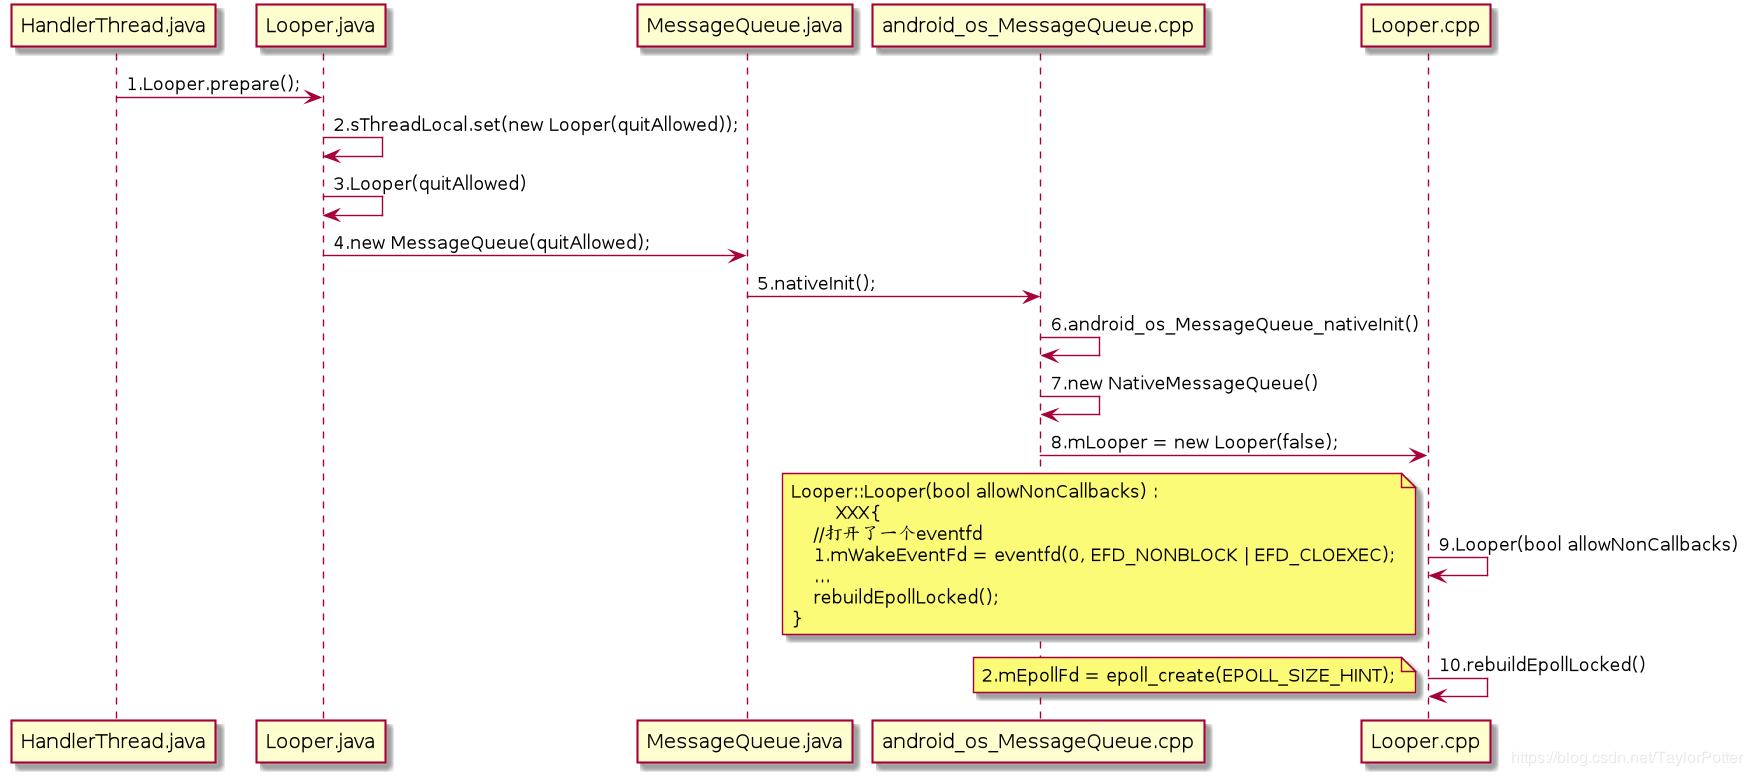 HandlerThread.java
Looper.java
MessageQueue.java
android_os_MessageQueue.cpp
Looper.cpp
1.Looper.prepare();
2.sThreadLocal.set(new Looper(quitAllowed));
3.Looper(quitAllowed)
4.new MessageQueue(quitAllowed);
5.nativeInit();
6.android_os_MessageQueue_nativeInit()
7.new NativeMessageQueue()
8.mLooper = new Looper(false);
Looper::Looper(bool allowNonCallbacks) :
XXX{
//打开了一个eventfd
1.mWakeEventFd = eventfd(0, EFD_NONBLOCK | EFD_CLOEXEC);
...
rebuildEpollLocked();
}
9.Looper(bool allowNonCallbacks)
2.mEpollFd = epoll_create(EPOLL_SIZE_HINT);
10.rebuildEpollLocked()
HandlerThread.java
Looper.java
MessageQueue.java
android_os_MessageQueue.cpp
Looper.cpp
https://blog.csdn.net/TaylorPotter